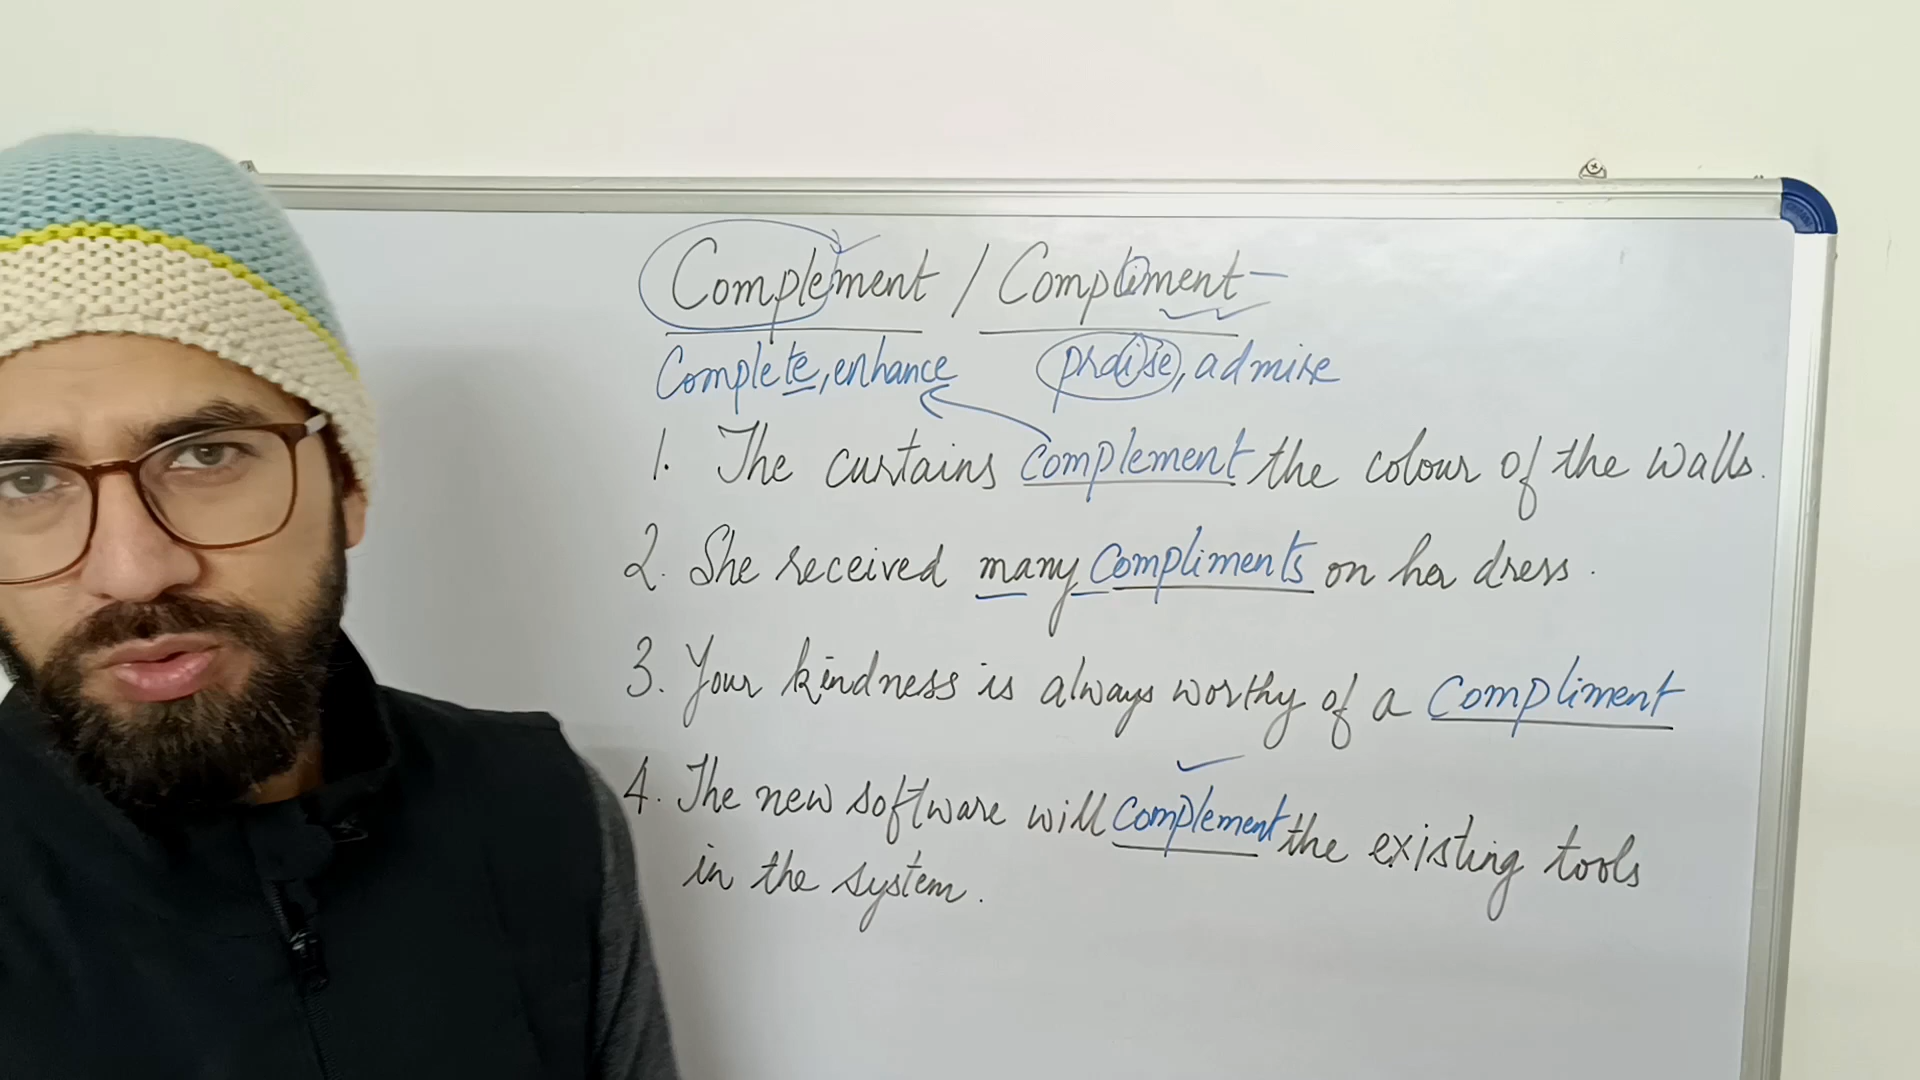 Complement / Compliment
Complete, enhance praise, admire
1. The curtains complement the colour of the walls.
2. She received many compliments on her dress.
3. Your kindness is always worthy of a Compliment
4. The new software will complement the existing tools
in the system.